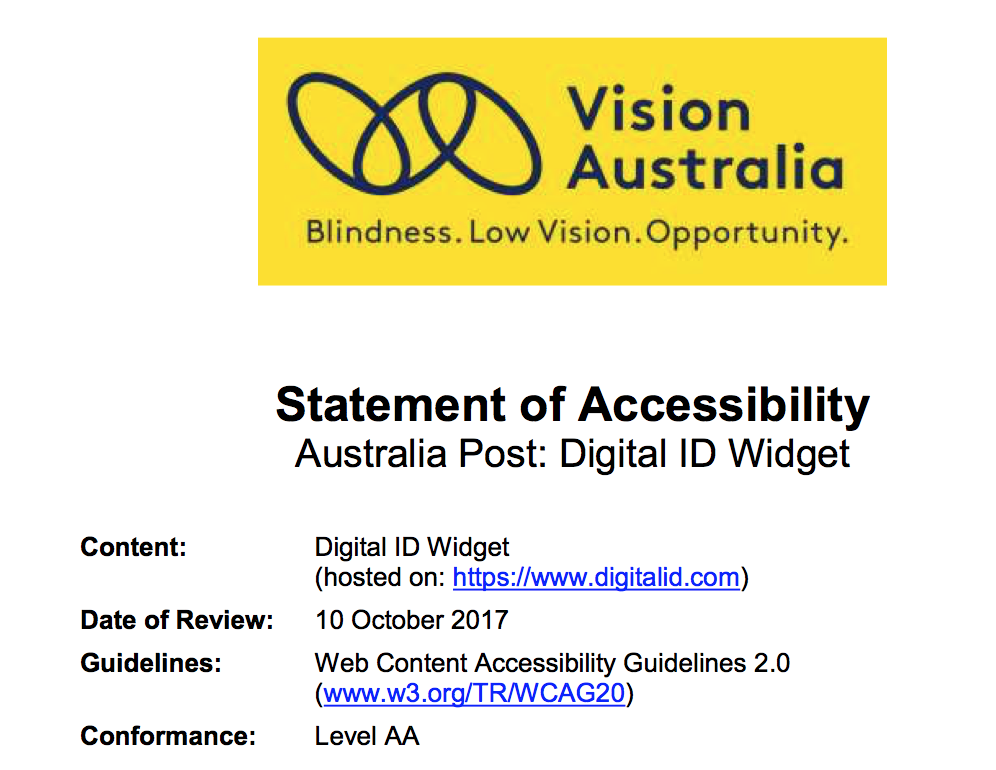 Vision
Australia
Blindness. Low Vision. Opportunity.
Statement of Accessibility
Australia Post: Digital ID Widget
Content: Digital ID Widget
(hosted on: https://www.digitalid.com)
Date of Review: 10 October 2017
Guidelines: Web Content Accessibility Guidelines 2.0
(www.w3.org/TR/WCAG20)
Conformance: Level AA